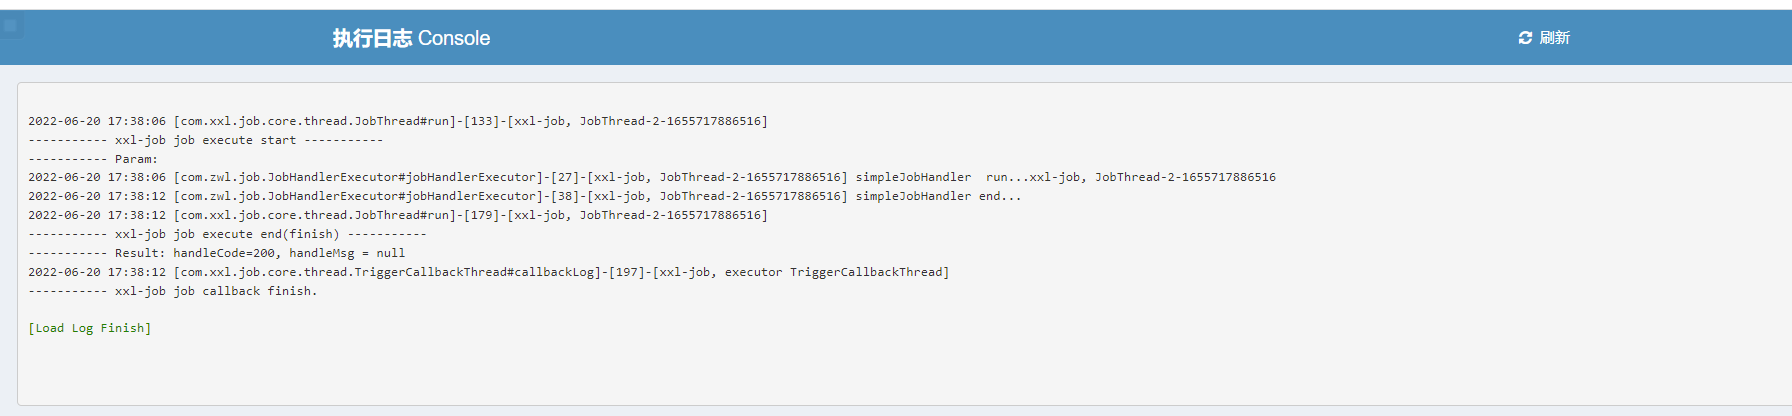 执行日志 Console
刷新
2022-06-20 17:38:06 [com.xxl.job.core.thread.JobThread#run]-[133]-[xxl-job, JobThread-2-1655717886516]
----------- xxl-job job execute start -----------
----------- Param:
2022-06-20 17:38:06 [com.zwl.job.JobHandlerExecutor#jobHandlerExecutor]-[27]-[xxl-job, JobThread-2-1655717886516] simpleJobHandler  run...xxl-job, JobThread-2-1655717886516
2022-06-20 17:38:12 [com.zwl.job.JobHandlerExecutor#jobHandlerExecutor]-[38]-[xxl-job, JobThread-2-1655717886516] simpleJobHandler end...
2022-06-20 17:38:12 [com.xxl.job.core.thread.JobThread#run]-[179]-[xxl-job, JobThread-2-1655717886516]
----------- xxl-job job execute end(finish) -----------
----------- Result: handleCode=200, handleMsg = null
2022-06-20 17:38:12 [com.xxl.job.core.thread.TriggerCallbackThread#callbackLog]-[197]-[xxl-job, executor TriggerCallbackThread]
----------- xxl-job job callback finish.
[Load Log Finish]